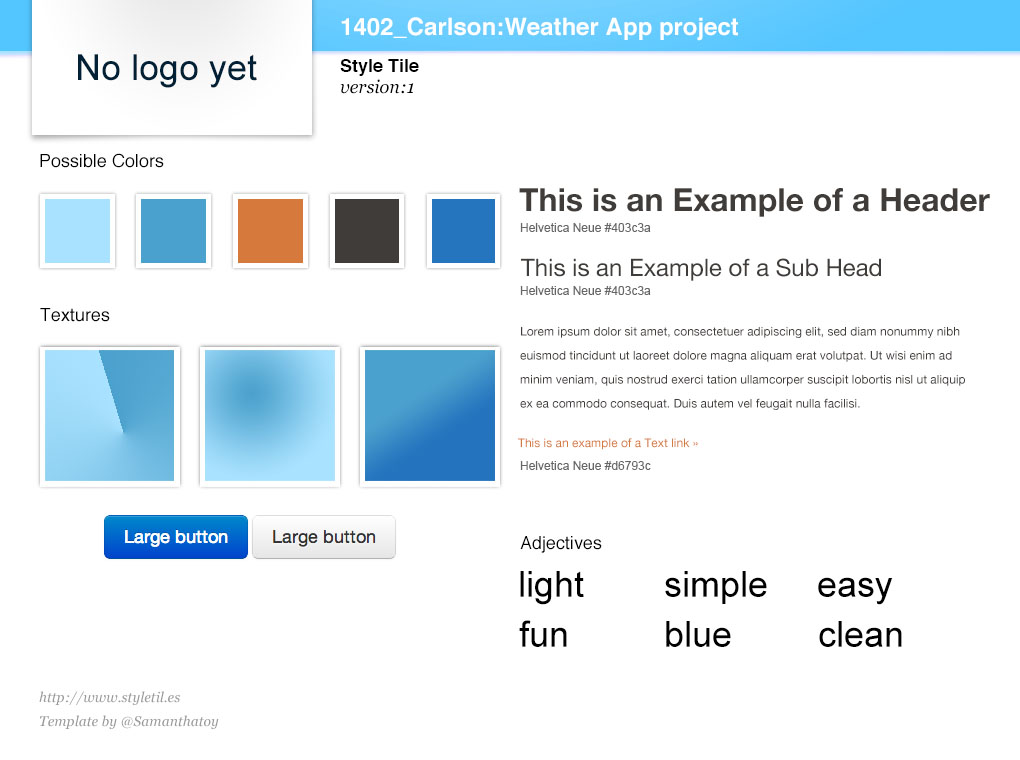 1402_Carlson:Weather App project
No logo yet
Style Tile
version:1
Possible Colors
This is an Example of a Header
Helvetica Neue #403c3a
This is an Example of a Sub Head
Helvetica Neue #403c3a
Textures
Lorem ipsum dolor sit amet, consectetuer adipiscing elit, sed diam nonummy nibh
euismod tincidunt ut laoreet dolore magna aliquam erat volutpat. Ut wisi enim ad
minim veniam, quis nostrud exerci tation ullamcorper suscipit lobortis nisl ut aliquip
ex ea commodo consequat. Duis autem vel feugait nulla facilisi.
This is an example of a Text link »
Helvetica Neue #d6793c
Large button
Large button
Adjectives
light simple easy
fun blue clean
http://www.styletil.es
Template by @Samanthatoy